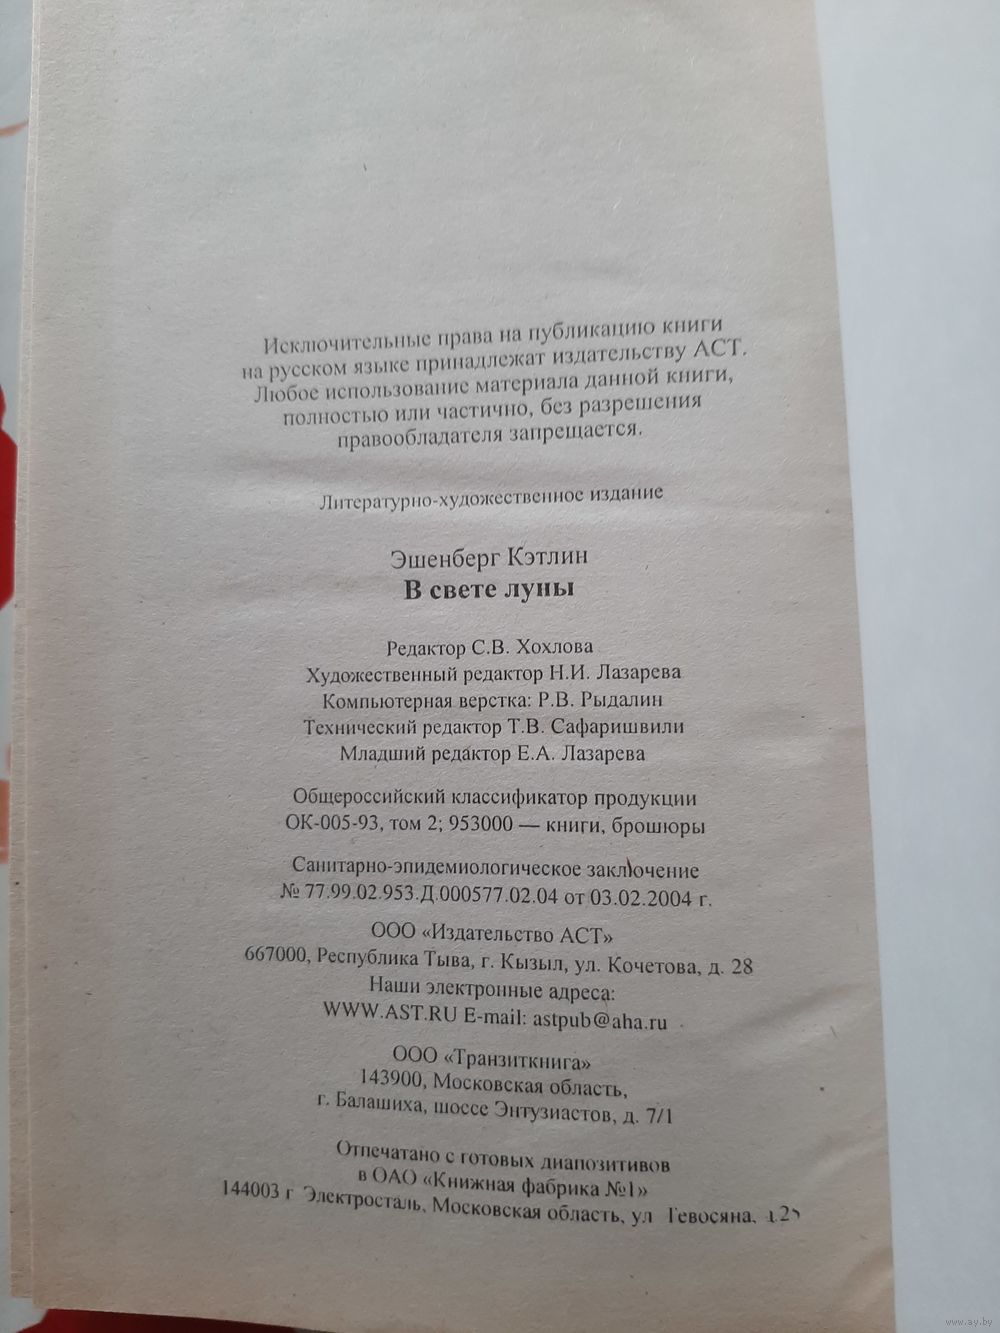 Исключительные права на публикацию книги
на русском языке принадлежат издательству АСТ.
Любое использование материала данной книги,
полностью или частично, без разрешения
правообладателя запрещается.
Литературно-художественное издание
Эшенберг Кэтлин
В свете луны
Редактор С.В. Хохлова
Художественный редактор Н.И. Лазарева
Компьютерная верстка: Р.В. Рыдалин
Технический редактор Т.В. Сафаришвили
Младший редактор Е.А. Лазарева
Общероссийский классификатор продукции
ОК-005-93, том 2; 953000 — книги, брошюры
Санитарно-эпидемиологическое заключение
№ 77.99.02.953.Д.000577.02.04 от 03.02.2004 г.
ООО «Издательство АСТ»
667000, Республика Тыва, г. Кызыл, ул. Кочетова, д. 28
Наши электронные адреса:
WWW.AST.RU E-mail: astpub@aha.ru
ООО «Транзиткнига»
143900, Московская область,
г. Балашиха, шоссе Энтузиастов, д. 7/1
Отпечатано с готовых диапозитивов
в ОАО «Книжная фабрика №1»
144003 г Электросталь, Московская область, ул Тевосяна,
www.ay.by